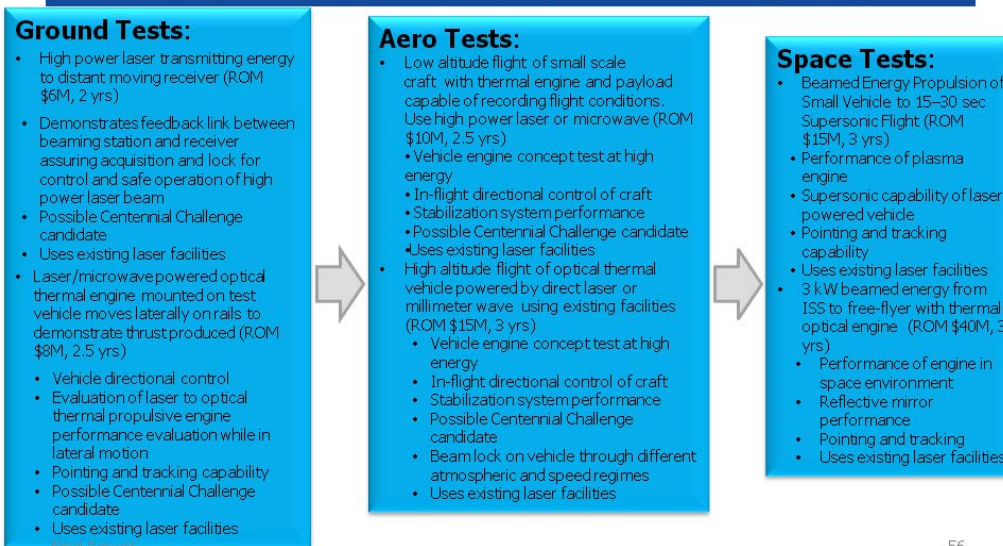 Ground Tests:
• High power laser transmitting energy
to distant moving receiver (ROM
$6M, 2 yrs)
• Demonstrates feedback link between
beaming station and receiver
assuring acquisition and lock for
control and safe operation of high
power laser beam
• Possible Centennial Challenge
candidate
• Uses existing laser facilities
• Laser/microwave powered optical
thermal engine mounted on test
vehicle moves laterally on rails to
demonstrate thrust produced (ROM
$8M, 2.5 yrs)
• Vehicle directional control
• Evaluation of laser to optical
thermal propulsive engine
performance evaluation while in
lateral motion
• Pointing and tracking capability
• Possible Centennial Challenge
candidate
• Uses existing laser facilities
Aero Tests:
• Low altitude flight of small scale
craft with thermal engine and payload
capable of recording flight conditions.
Use high power laser or microwave (ROM
$10M, 2.5 yrs)
• Vehicle engine concept test at high
energy
• In-flight directional control of craft
• Stabilization system performance
• Possible Centennial Challenge candidate
• Uses existing laser facilities
• High altitude flight of optical thermal
vehicle powered by direct laser or
millimeter wave using existing facilities
(ROM $15M, 3 yrs)
• Vehicle engine concept test at high
energy
• In-flight directional control of craft
• Stabilization system performance
• Possible Centennial Challenge
candidate
• Beam lock on vehicle through different
atmospheric and speed regimes
• Uses existing laser facilities
Space Tests:
• Beamed Energy Propulsion of
Small Vehicle to 15–30 sec
Supersonic Flight (ROM
$15M, 3 yrs)
• Performance of plasma
engine
• Supersonic capability of laser
powered vehicle
• Pointing and tracking
capability
• Uses existing laser facilities
• 3 kW beamed energy from
ISS to free-flyer with thermal
optical engine (ROM $40M, 3
yrs)
• Performance of engine in
space environment
• Reflective mirror
performance
• Pointing and tracking
• Uses existing laser facilities